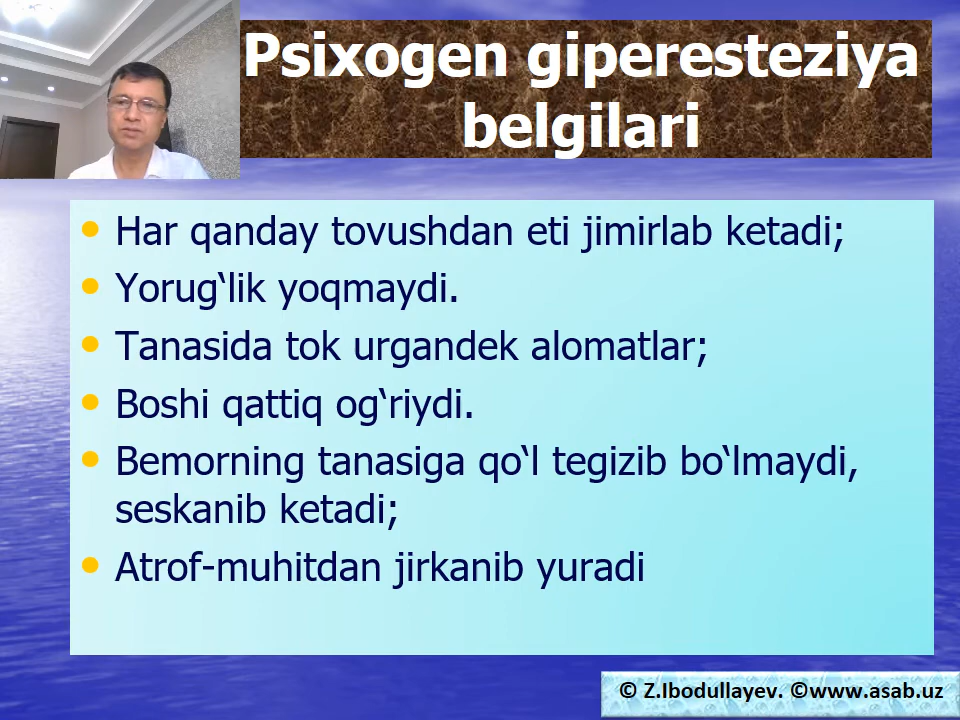 Psixogen giperesteziya
belgilari
• Har qanday tovushdan eti jimirlab ketadi;
• Yorug‘lik yoqmaydi.
• Tanasida tok urgandek alomatlar;
• Boshi qattiq og‘riydi.
• Bemorning tanasiga qo‘l tegizib bo‘lmaydi,
seskanib ketadi;
• Atrof-muhitdan jirkanib yuradi
© Z.Ibodullayev. ©www.asab.uz